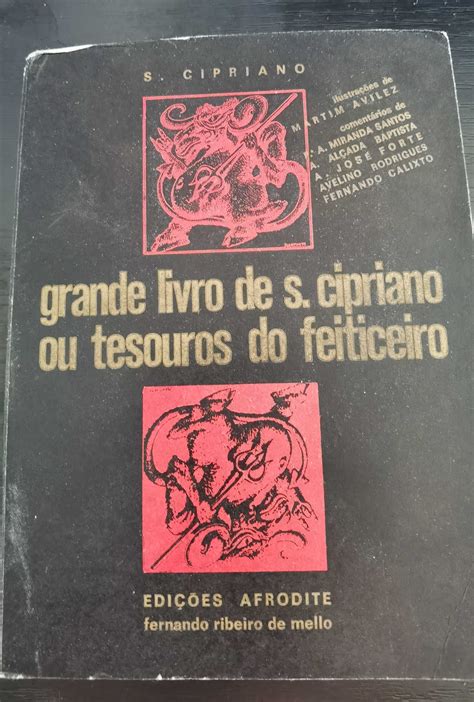 S. CIPRIANO
ilustrações de
MARTIM AVILEZ
comentários de
A. MIRANDA SANTOS
A. ALÇADA BAPTISTA
A. JOSÉ FORTE
AVELINO RODRIGUES
FERNANDO CALIXTO
grande livro de s. cipriano
ou tesouros do feiticeiro
EDIÇÕES AFRODITE
fernando ribeiro de mello